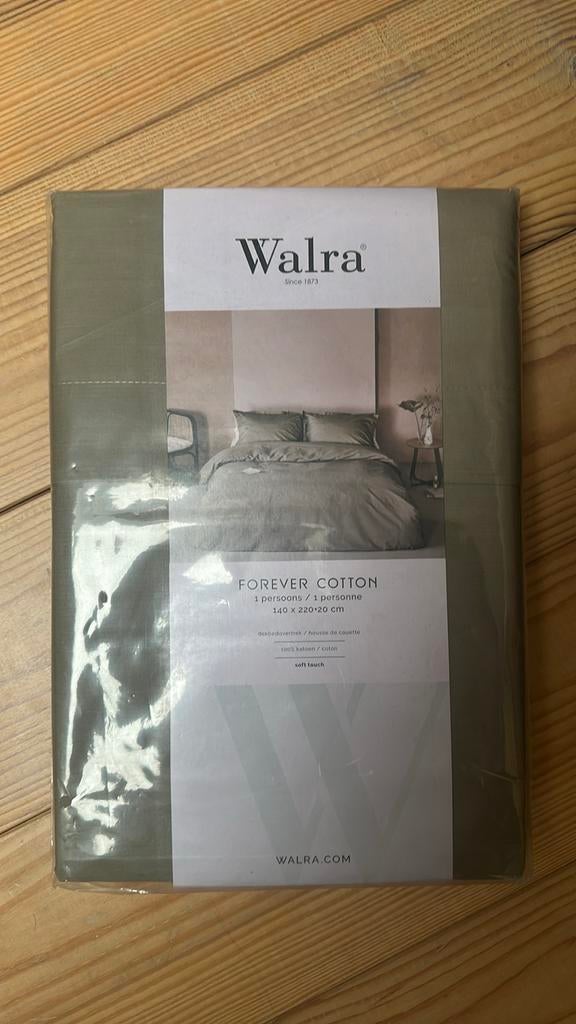 Walra®
Since 1873
FOREVER COTTON
1 persoons / 1 personne
140 x 220+20 cm
dekbedovertrek / housse de couette
100% katoen / coton
soft touch
WALRA.COM